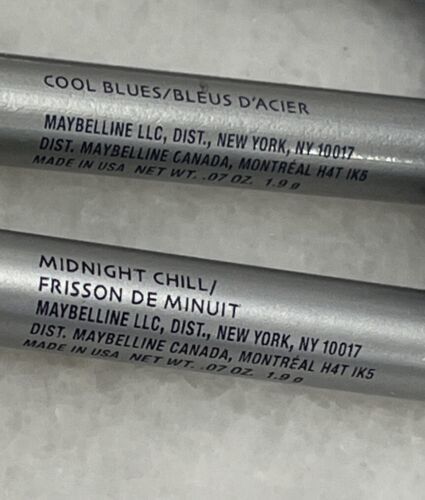 COOL BLUES/BLEUS D'ACIER
MAYBELLINE LLC, DIST., NEW YORK, NY 10017
DIST. MAYBELLINE CANADA, MONTRÉAL H4T IK5
MADE IN USA NET WT. .07 OZ. 1.9 g
MIDNIGHT CHILL/
FRISSON DE MINUIT
MAYBELLINE LLC, DIST., NEW YORK, NY 10017
DIST. MAYBELLINE CANADA, MONTRÉAL H4T IK5
MADE IN USA NET WT. .07 OZ. 1.9 g